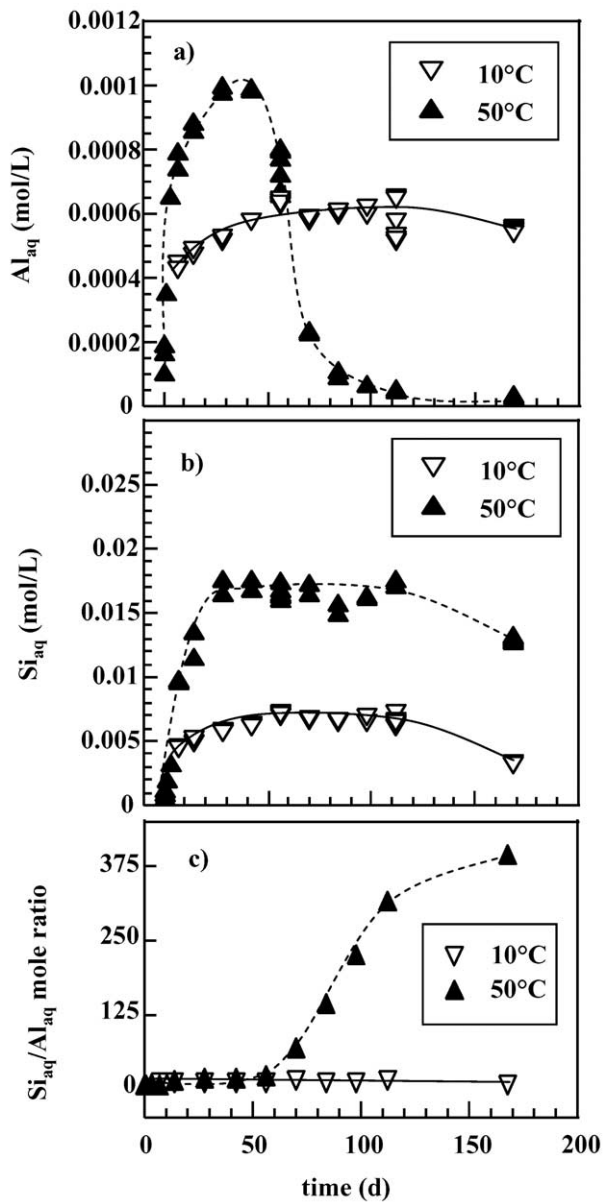 0.0012
a)
10°C
50°C
0.001
0.0008
0.0006
0.0004
0.0002
0
Al_aq (mol/L)
b)
10°C
50°C
0.025
0.02
0.015
0.01
0.005
0
Si_aq (mol/L)
c)
375
250
125
0
10°C
50°C
Si_aq/Al_aq mole ratio
0 50 100 150 200
time (d)